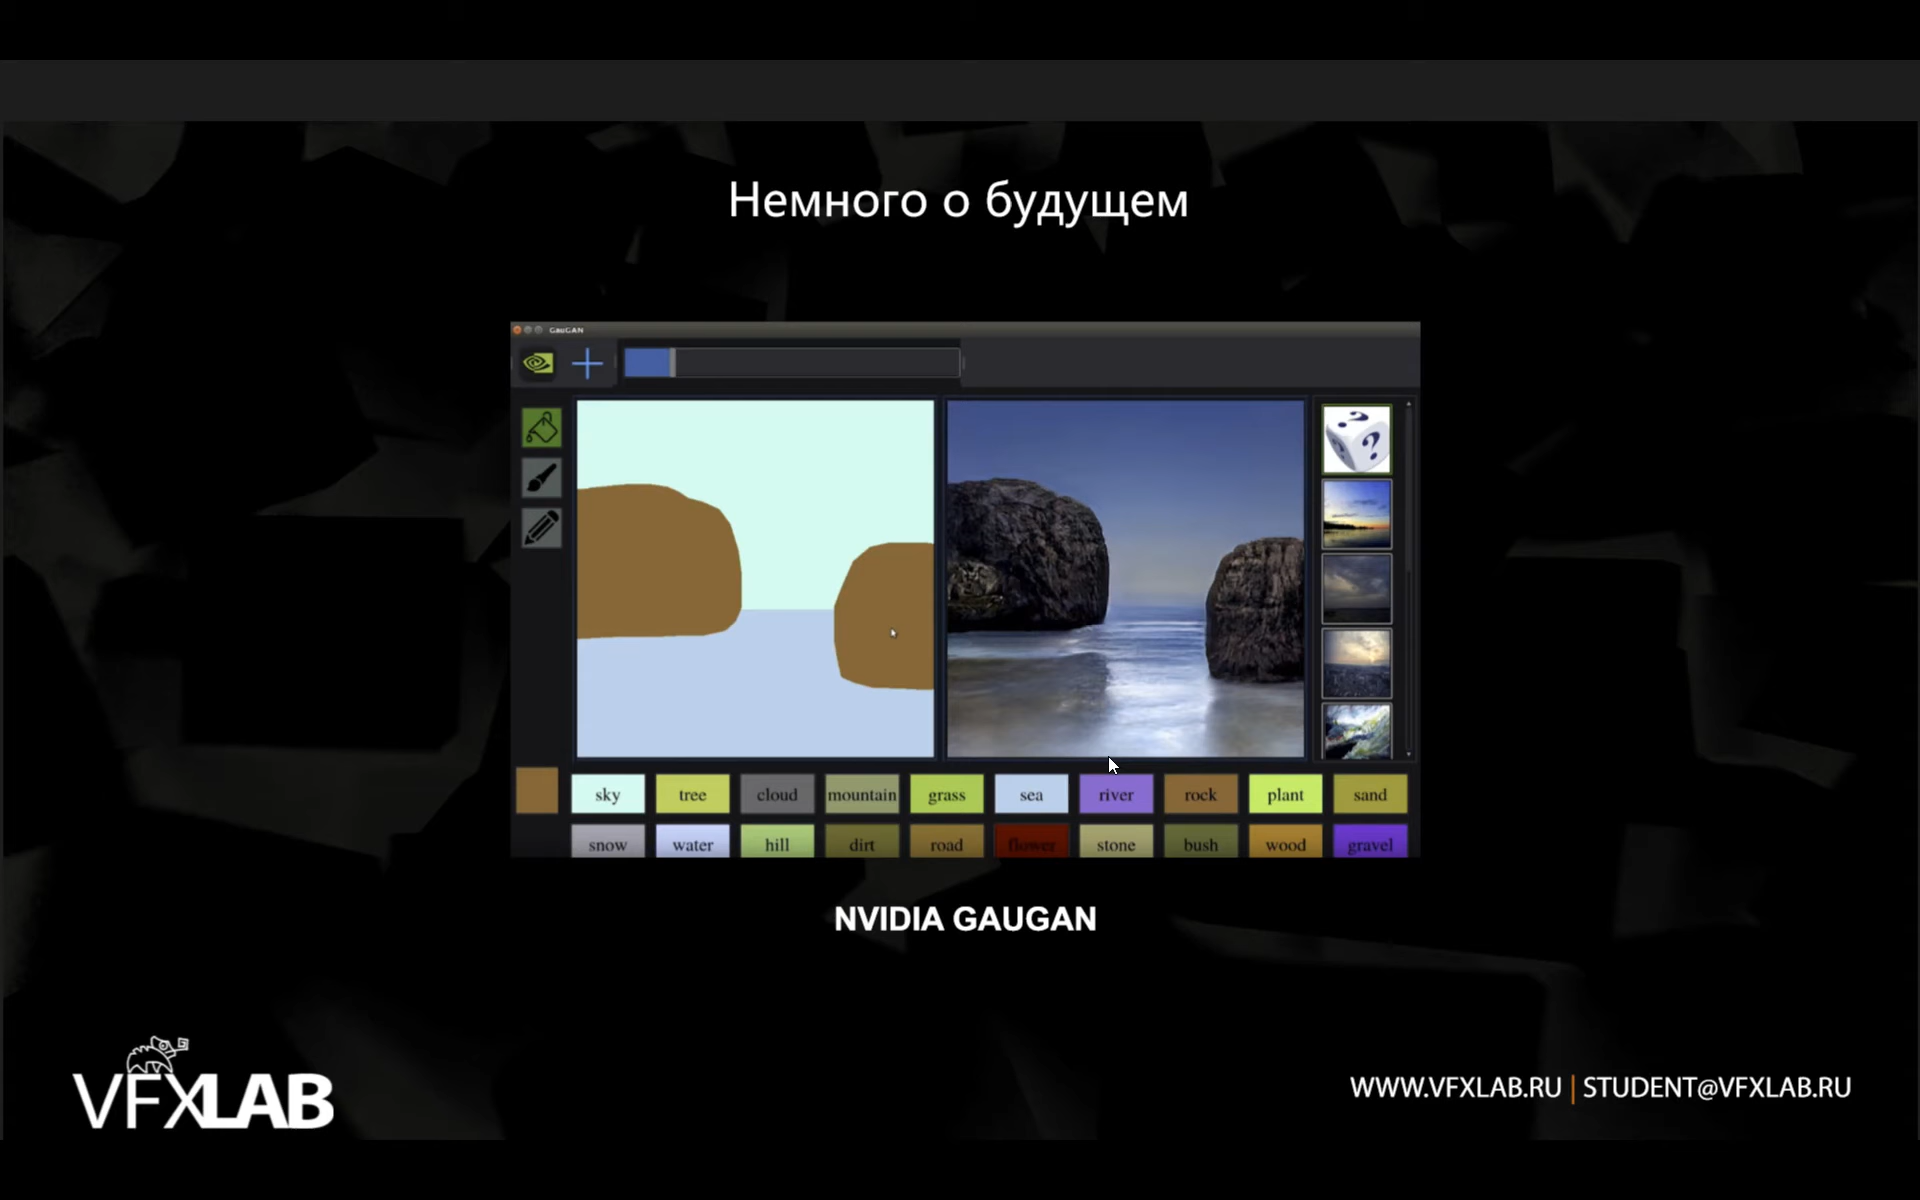 Немного о будущем
GauGAN
sky tree cloud mountain grass sea river rock plant sand
snow water hill dirt road flower stone bush wood gravel
NVIDIA GAUGAN
VFXLAB
WWW.VFXLAB.RU | STUDENT@VFXLAB.RU